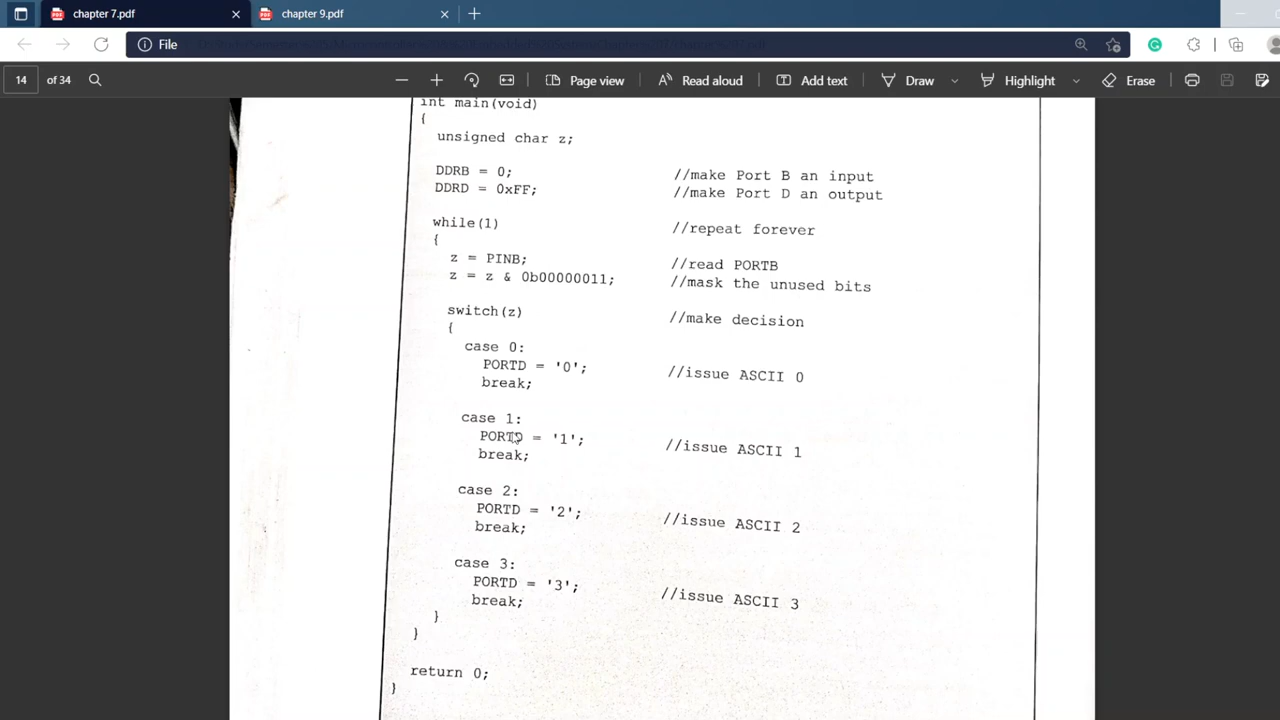 chapter 7.pdf
chapter 9.pdf
File
14 of 34
Page view
Read aloud
Add text
Draw
Highlight
Erase
int main(void)
{
unsigned char z;
DDRB = 0; //make Port B an input
DDRD = 0xFF; //make Port D an output
while(1) //repeat forever
{
z = PINB; //read PORTB
z = z & 0b00000011; //mask the unused bits
switch(z) //make decision
{
case 0:
PORTD = '0'; //issue ASCII 0
break;
case 1:
PORTD = '1'; //issue ASCII 1
break;
case 2:
PORTD = '2'; //issue ASCII 2
break;
case 3:
PORTD = '3'; //issue ASCII 3
break;
}
}
return 0;
}